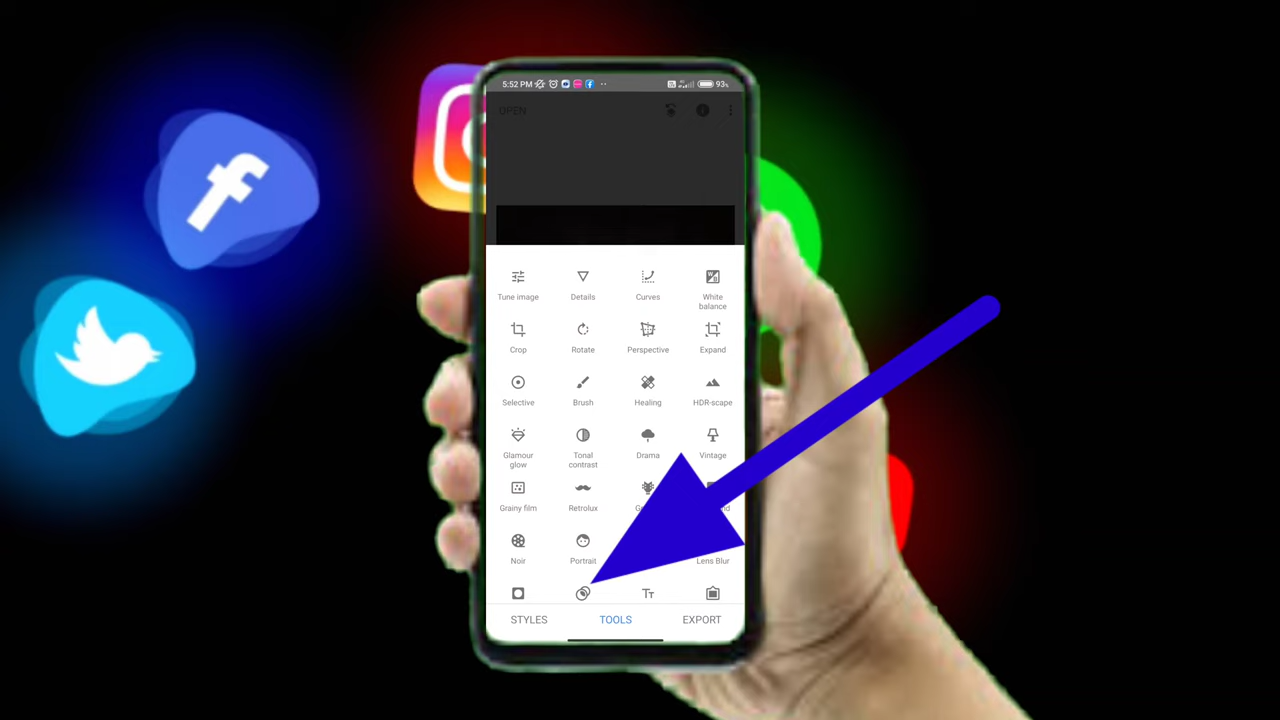 5:52 PM
93%
OPEN
Tune image
Details
Curves
White
balance
Crop
Rotate
Perspective
Expand
Selective
Brush
Healing
HDR-scape
Glamour
glow
Tonal
contrast
Drama
Vintage
Grainy film
Retrolux
Noir
Portrait
Lens Blur
STYLES
TOOLS
EXPORT